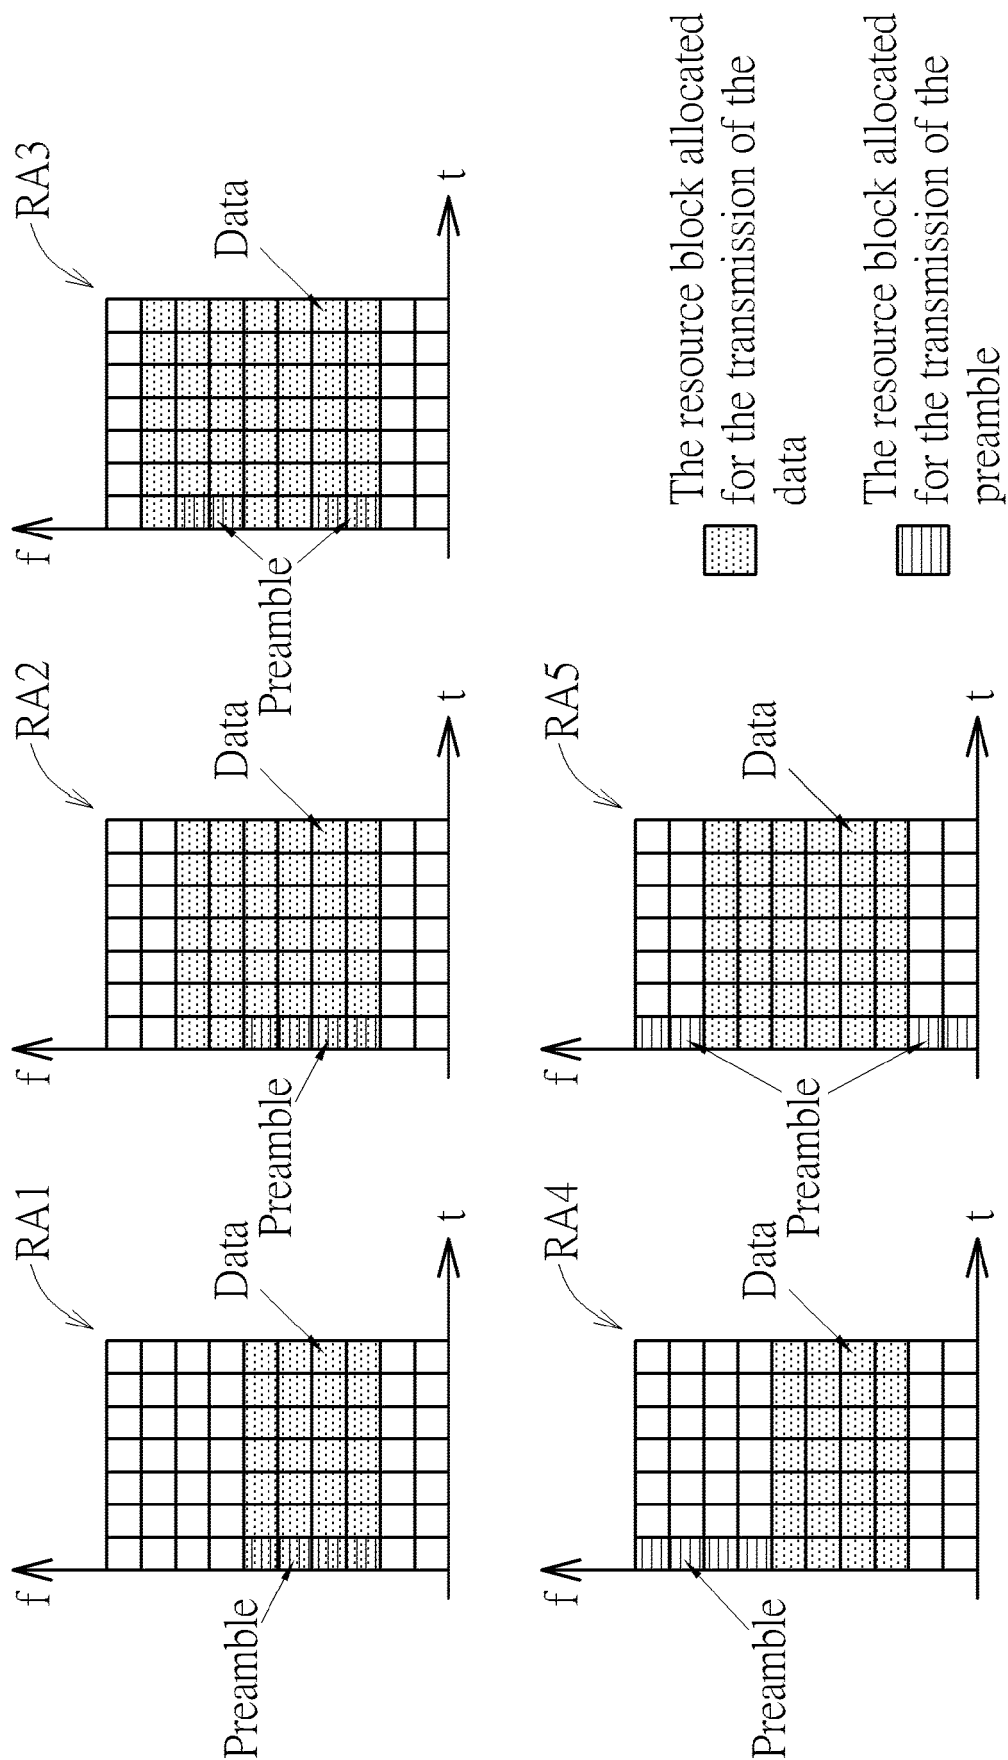 f
RA1
Preamble
Data
t
f
RA2
Preamble
Data
t
f
RA3
Preamble
Data
t
f
RA4
Preamble
Data
t
f
RA5
Preamble
Data
t
The resource block allocated
for the transmission of the
data
The resource block allocated
for the transmission of the
preamble